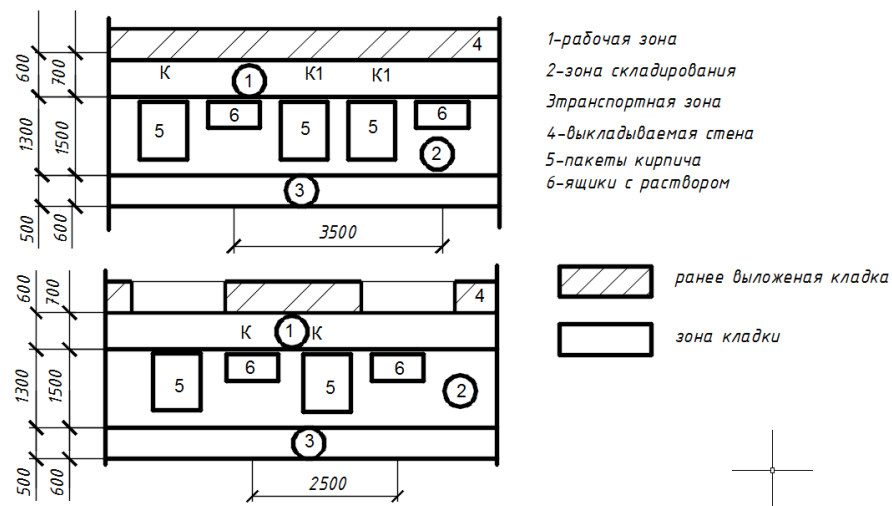 4
600
700
К
1
К1
К1
5
6
5
5
6
2
1300
1500
3
500
600
3500
4
600
700
К
1
К
5
6
5
6
2
1300
1500
3
500
600
2500
1-рабочая зона
2-зона складирования
3транспортная зона
4-выкладываемая стена
5-пакеты кирпича
6-ящики с раствором
ранее выложеная кладка
зона кладки